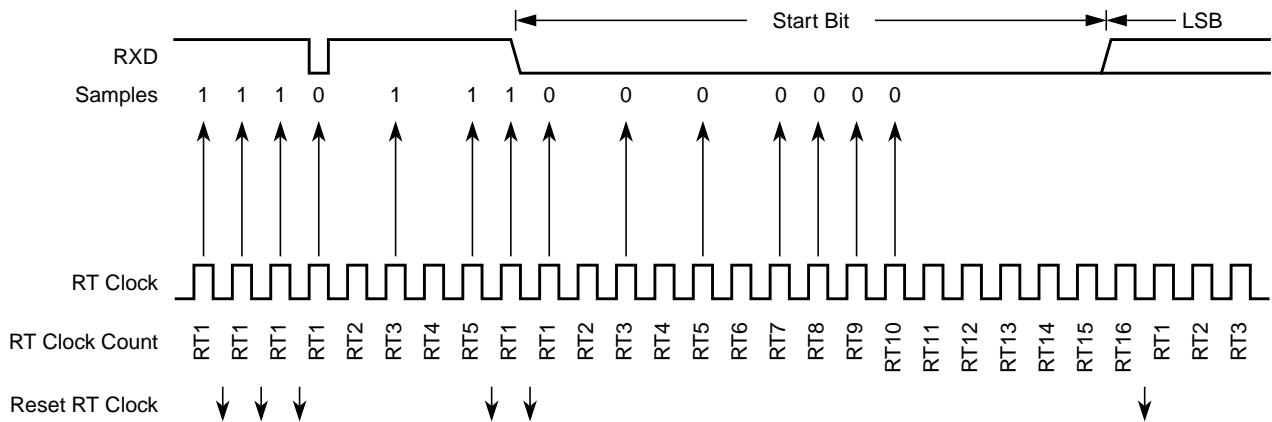 Start Bit LSB
RXD
Samples 1 1 1 0 1 1 1 0 0 0 0 0 0 0
RT Clock
RT Clock Count RT1 RT1 RT1 RT1 RT2 RT3 RT4 RT5 RT1 RT1 RT2 RT3 RT4 RT5 RT6 RT7 RT8 RT9 RT10 RT11 RT12 RT13 RT14 RT15 RT16 RT1 RT2 RT3
Reset RT Clock